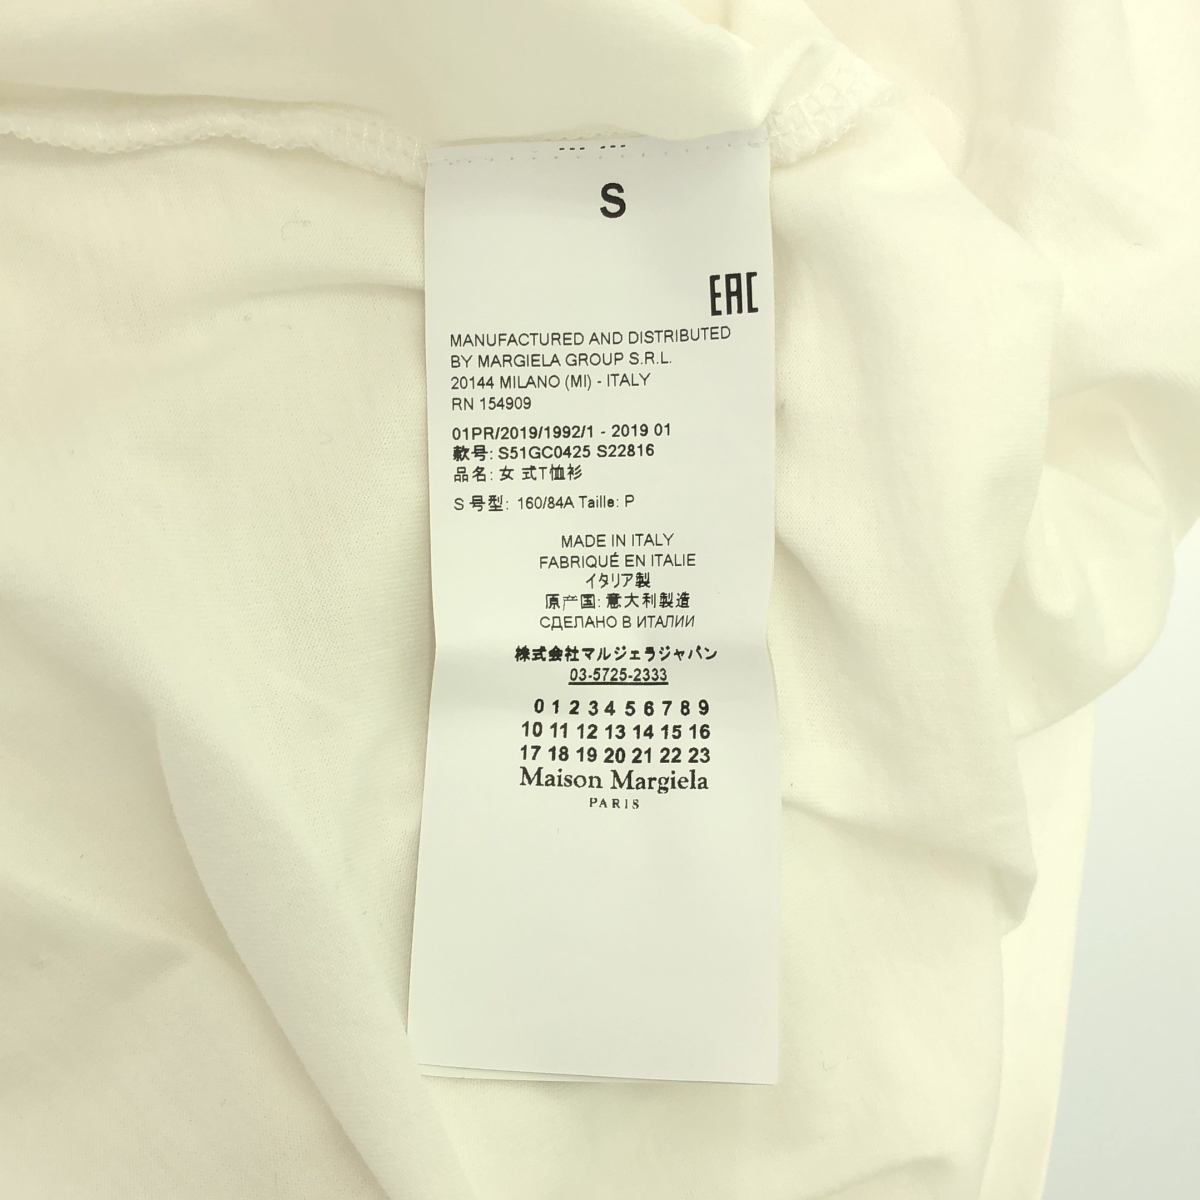 S
EAC
MANUFACTURED AND DISTRIBUTED
BY MARGIELA GROUP S.R.L.
20144 MILANO (MI) - ITALY
RN 154909
01PR/2019/1992/1 - 2019 01
款号: S51GC0425 S22816
品名: 女 式T恤衫
S 号型: 160/84A Taille: P
MADE IN ITALY
FABRIQUÉ EN ITALIE
イタリア製
原产国: 意大利製造
СДЕЛАНО В ИТАЛИИ
株式会社マルジェラジャパン
03-5725-2333
0 1 2 3 4 5 6 7 8 9
10 11 12 13 14 15 16
17 18 19 20 21 22 23
Maison Margiela
PARIS